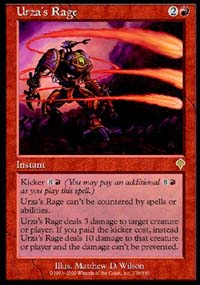 Urza's Rage 2
Instant
Kicker 8 (You may pay an additional 8
as you play this spell.)
Urza's Rage can't be countered by spells
or abilities.
Urza's Rage deals 3 damage to target creature
or player. If you paid the kicker cost, instead
Urza's Rage deals 10 damage to that creature
or player and the damage can't be prevented.
Illus. Matthew D. Wilson